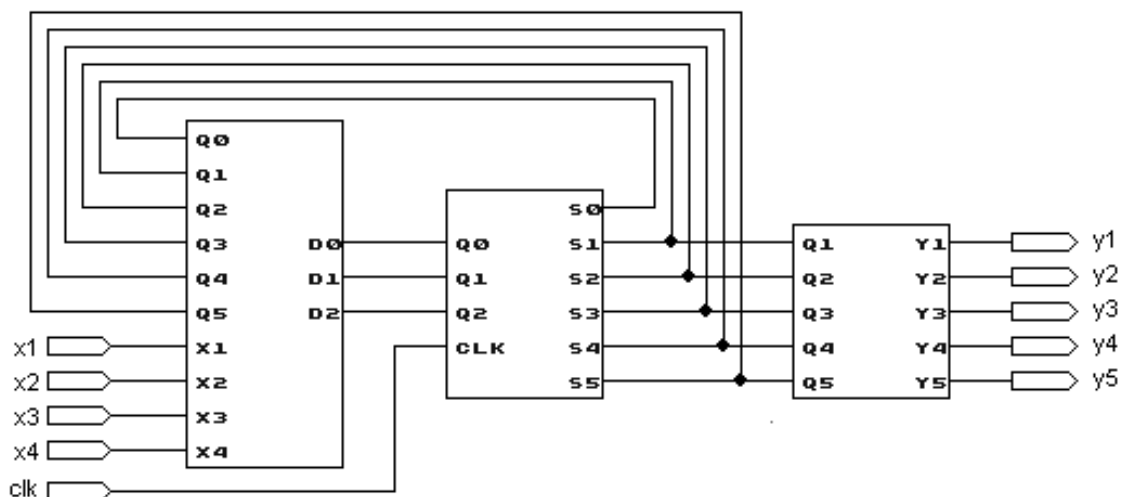 Q0
Q1
Q2
Q3
Q4
Q5
X1
X2
X3
X4
D0
D1
D2
x1
x2
x3
x4
clk
Q0
Q1
Q2
CLK
S0
S1
S2
S3
S4
S5
Q1
Q2
Q3
Q4
Q5
Y1
Y2
Y3
Y4
Y5
y1
y2
y3
y4
y5